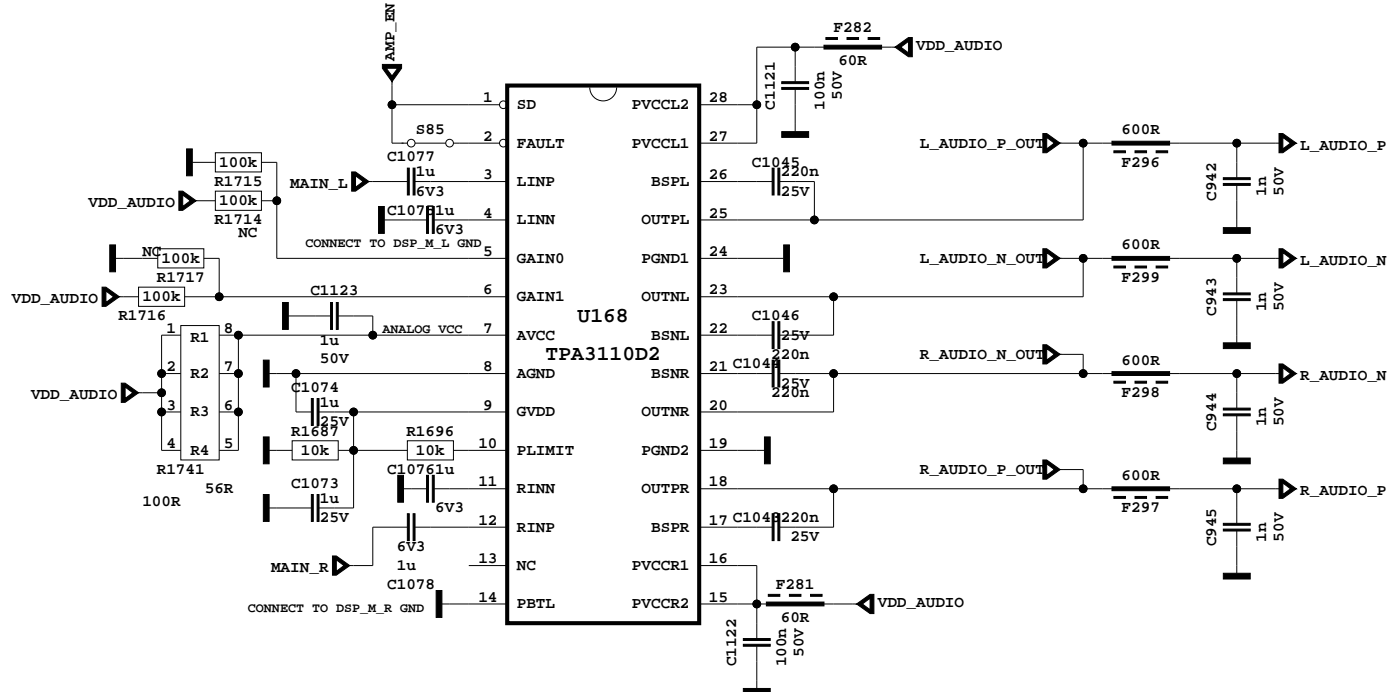 AMP_EN
F282
60R
VDD_AUDIO
C1121
100n
50V
U168
TPA3110D2
1 SD
2 FAULT
3 LINP
4 LINN
5 GAIN0
6 GAIN1
7 AVCC
8 AGND
9 GVDD
10 PLIMIT
11 RINN
12 RINP
13 NC
14 PBTL
PVCCL2 28
PVCCL1 27
BSPL 26
OUTPL 25
PGND1 24
OUTNL 23
BSNL 22
BSNR 21
OUTNR 20
PGND2 19
OUTPR 18
BSPR 17
PVCCR1 16
PVCCR2 15
S85
C1077
1u
6V3
MAIN_L
100k
R1715
VDD_AUDIO
100k
R1714
NC
1u
6V3
CONNECT TO DSP_M_L GND
NC
100k
R1717
VDD_AUDIO
100k
R1716
C1123
1u
50V
ANALOG VCC
1 R1 8
2 R2 7
3 R3 6
4 R4 5
VDD_AUDIO
R1741
56R
100R
C1074
1u
25V
R1687
10k
R1696
10k
C1073
1u
25V
C1076
1u
6V3
MAIN_R
6V3
1u
C1078
CONNECT TO DSP_M_R GND
C1045
220n
25V
C1046
25V
220n
25V
220n
220n
25V
L_AUDIO_P_OUT
600R
F296
L_AUDIO_P
C942
1n
50V
L_AUDIO_N_OUT
600R
F299
L_AUDIO_N
C943
1n
50V
R_AUDIO_N_OUT
600R
F298
R_AUDIO_N
C944
1n
50V
R_AUDIO_P_OUT
600R
F297
R_AUDIO_P
C945
1n
50V
F281
60R
VDD_AUDIO
C1122
100n
50V